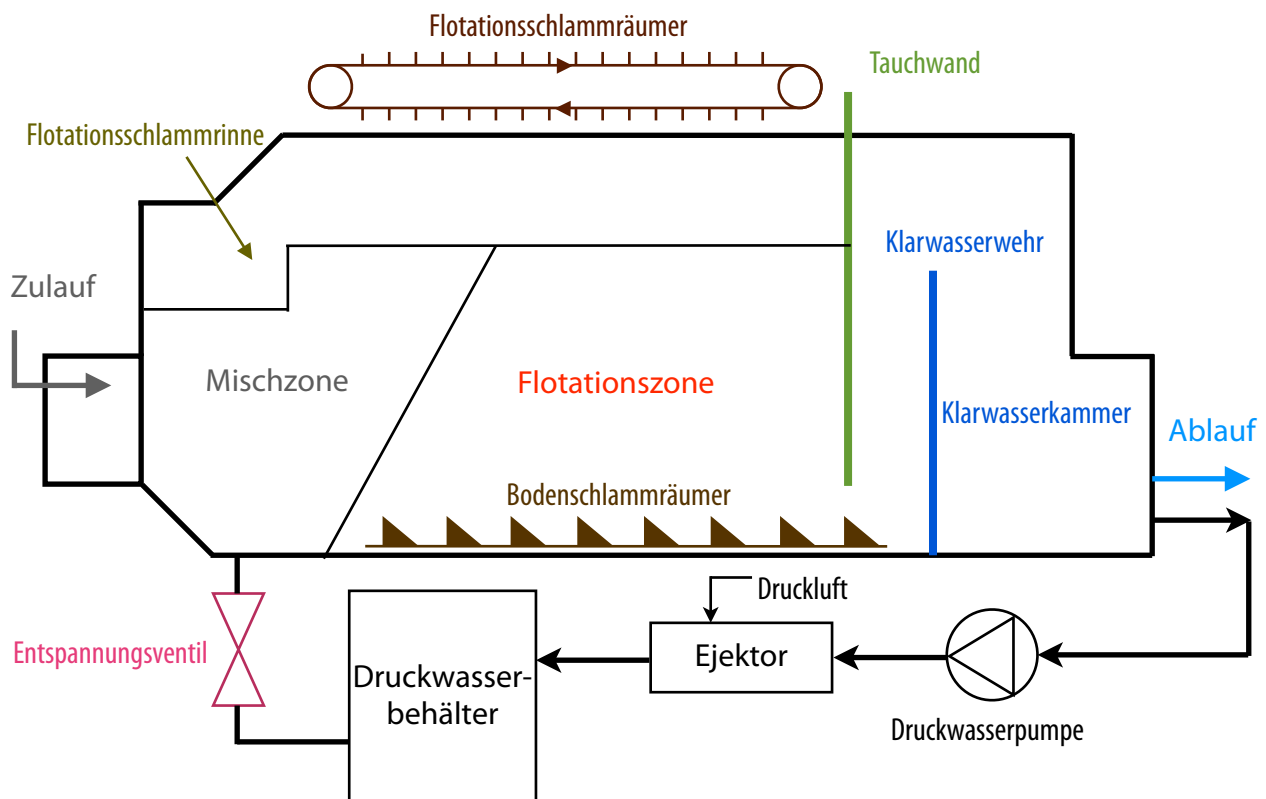 Flotationsschlammräumer
Tauchwand
Flotationsschlammrinne
Klarwasserwehr
Zulauf
Mischzone
Flotationszone
Klarwasserkammer
Ablauf
Bodenschlammräumer
Druckluft
Entspannungsventil
Ejektor
Druckwasser-
behälter
Druckwasserpumpe